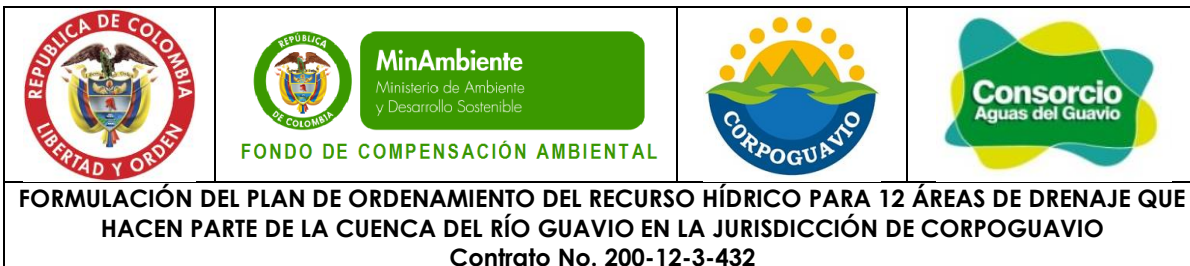 REPUBLICA DE COLOMBIA
LIBERTAD Y ORDEN
REPÚBLICA
DE COLOMBIA
MinAmbiente
Ministerio de Ambiente
y Desarrollo Sostenible
FONDO DE COMPENSACIÓN AMBIENTAL
CORPOGUAVIO
Consorcio
Aguas del Guavio
FORMULACIÓN DEL PLAN DE ORDENAMIENTO DEL RECURSO HÍDRICO PARA 12 ÁREAS DE DRENAJE QUE
HACEN PARTE DE LA CUENCA DEL RÍO GUAVIO EN LA JURISDICCIÓN DE CORPOGUAVIO
Contrato No. 200-12-3-432